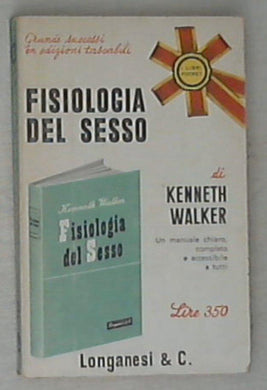 Grandi successi
in edizioni tascabili
LIBRI
POCKET
FISIOLOGIA
DEL SESSO
di
KENNETH
WALKER
Un manuale chiaro,
completo
e accessibile
a tutti
Kenneth Walker
Fisiologia
del Sesso
Lire 350
Longanesi & C.